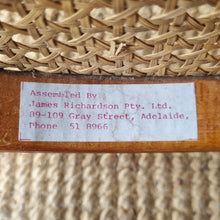 Assembled By
James Richardson Pty. Ltd.
89-109 Gray Street, Adelaide,
Phone 51 8966